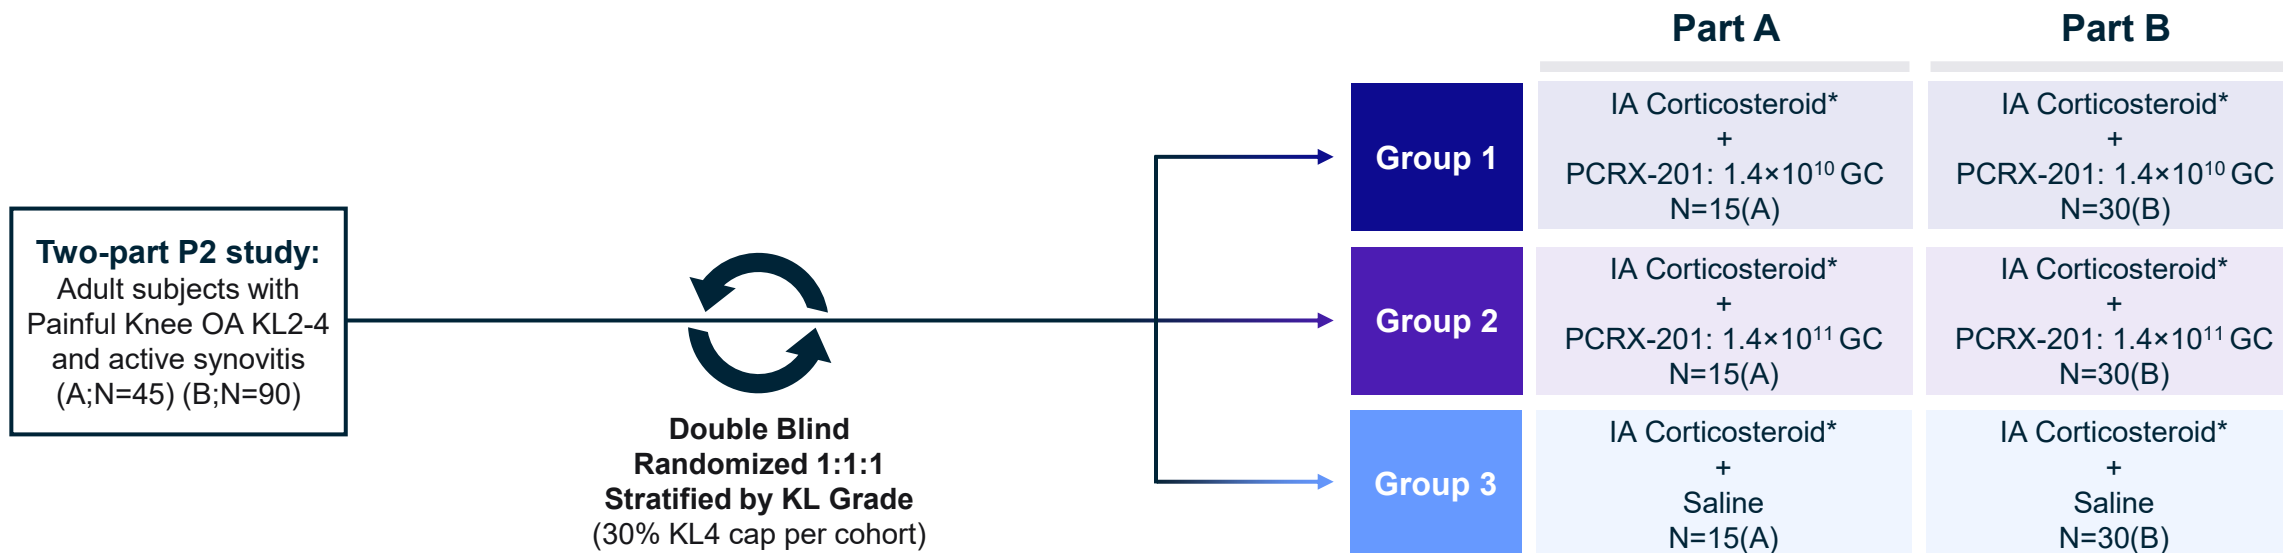 Part A
Part B
Two-part P2 study:
Adult subjects with
Painful Knee OA KL2-4
and active synovitis
(A;N=45) (B;N=90)
Double Blind
Randomized 1:1:1
Stratified by KL Grade
(30% KL4 cap per cohort)
Group 1
IA Corticosteroid*
+
PCRX-201: 1.4×10¹⁰ GC
N=15(A)
IA Corticosteroid*
+
PCRX-201: 1.4×10¹⁰ GC
N=30(B)
Group 2
IA Corticosteroid*
+
PCRX-201: 1.4×10¹¹ GC
N=15(A)
IA Corticosteroid*
+
PCRX-201: 1.4×10¹¹ GC
N=30(B)
Group 3
IA Corticosteroid*
+
Saline
N=15(A)
IA Corticosteroid*
+
Saline
N=30(B)